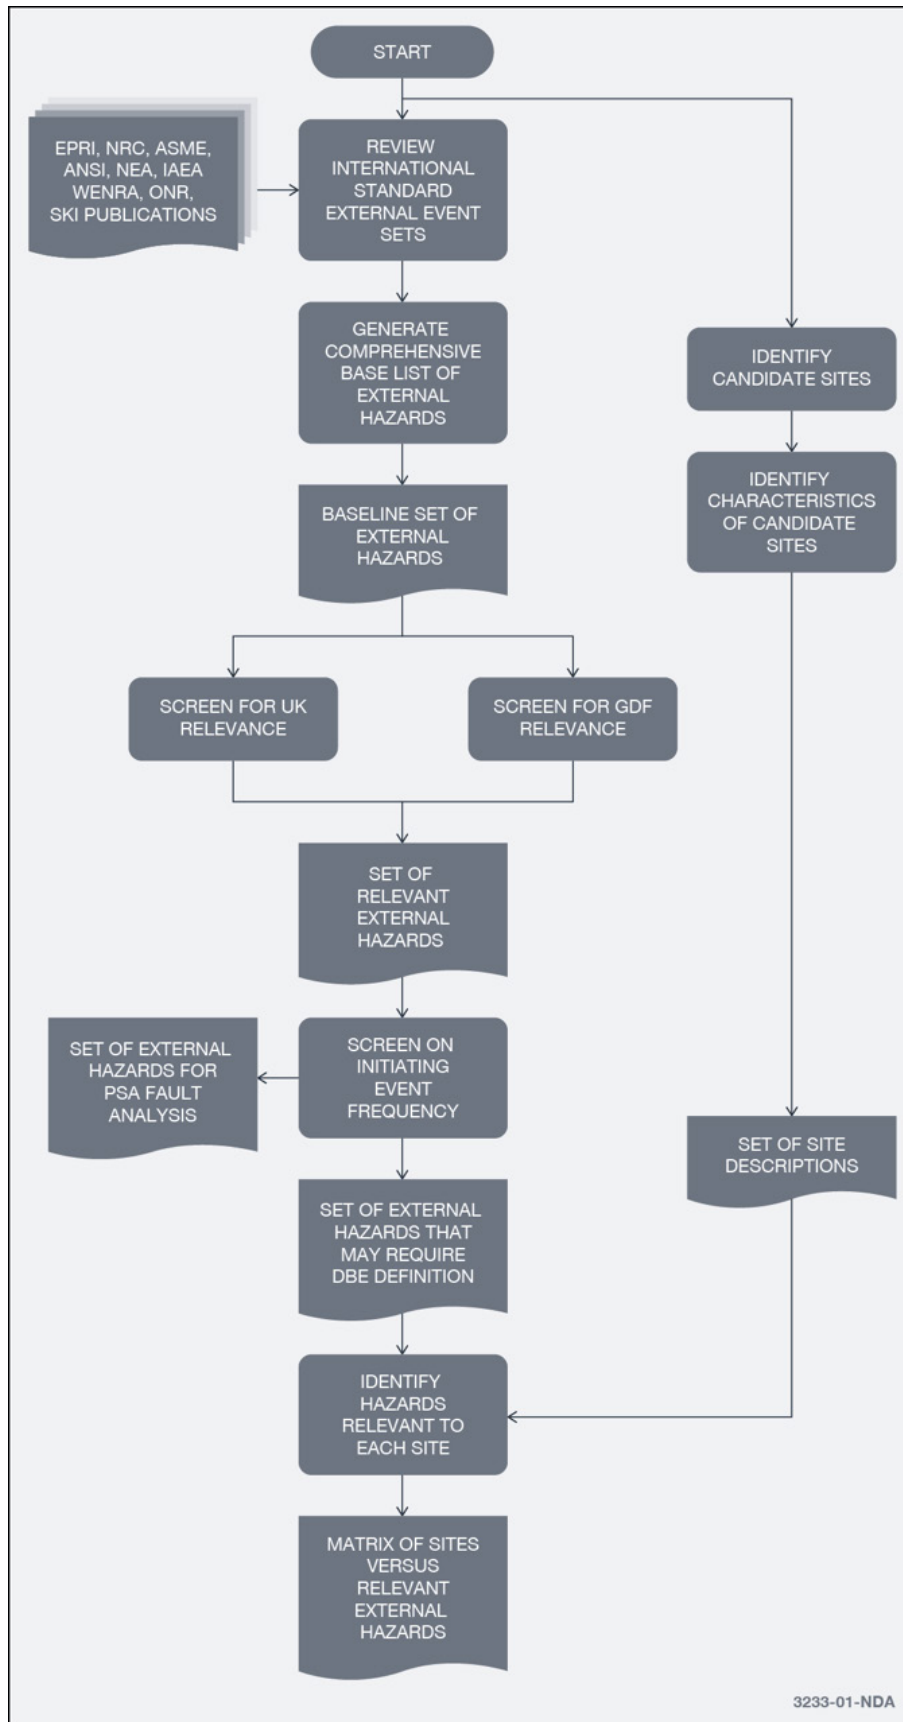 START
EPRI, NRC, ASME,
ANSI, NEA, IAEA
WENRA, ONR,
SKI PUBLICATIONS
REVIEW
INTERNATIONAL
STANDARD
EXTERNAL EVENT
SETS
GENERATE
COMPREHENSIVE
BASE LIST OF
EXTERNAL
HAZARDS
IDENTIFY
CANDIDATE SITES
IDENTIFY
CHARACTERISTICS
OF CANDIDATE
SITES
BASELINE SET OF
EXTERNAL
HAZARDS
SCREEN FOR UK
RELEVANCE
SCREEN FOR GDF
RELEVANCE
SET OF
RELEVANT
EXTERNAL
HAZARDS
SET OF EXTERNAL
HAZARDS FOR
PSA FAULT
ANALYSIS
SCREEN ON
INITIATING
EVENT
FREQUENCY
SET OF SITE
DESCRIPTIONS
SET OF EXTERNAL
HAZARDS THAT
MAY REQUIRE
DBE DEFINITION
IDENTIFY
HAZARDS
RELEVANT TO
EACH SITE
MATRIX OF SITES
VERSUS
RELEVANT
EXTERNAL
HAZARDS
3233-01-NDA